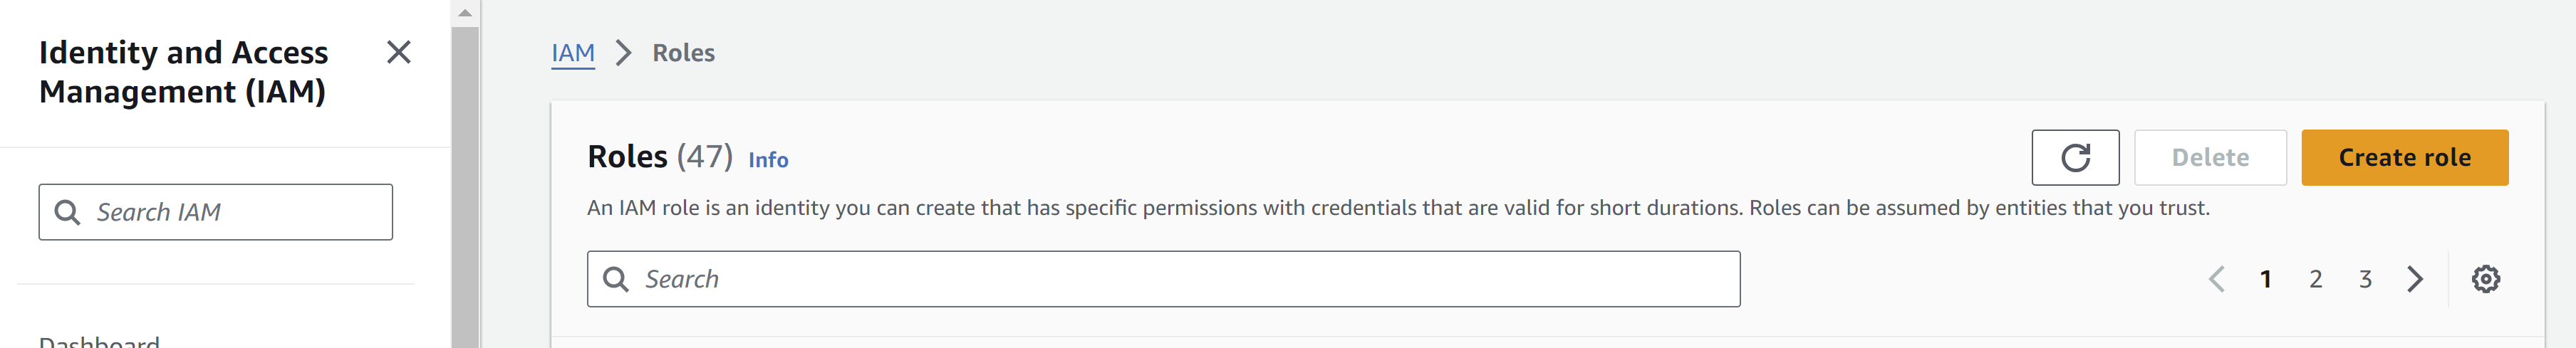 Identity and Access
Management (IAM)
Search IAM
Dashboard
IAM
Roles
Roles (47) Info
Delete
Create role
An IAM role is an identity you can create that has specific permissions with credentials that are valid for short durations. Roles can be assumed by entities that you trust.
Search
1 2 3